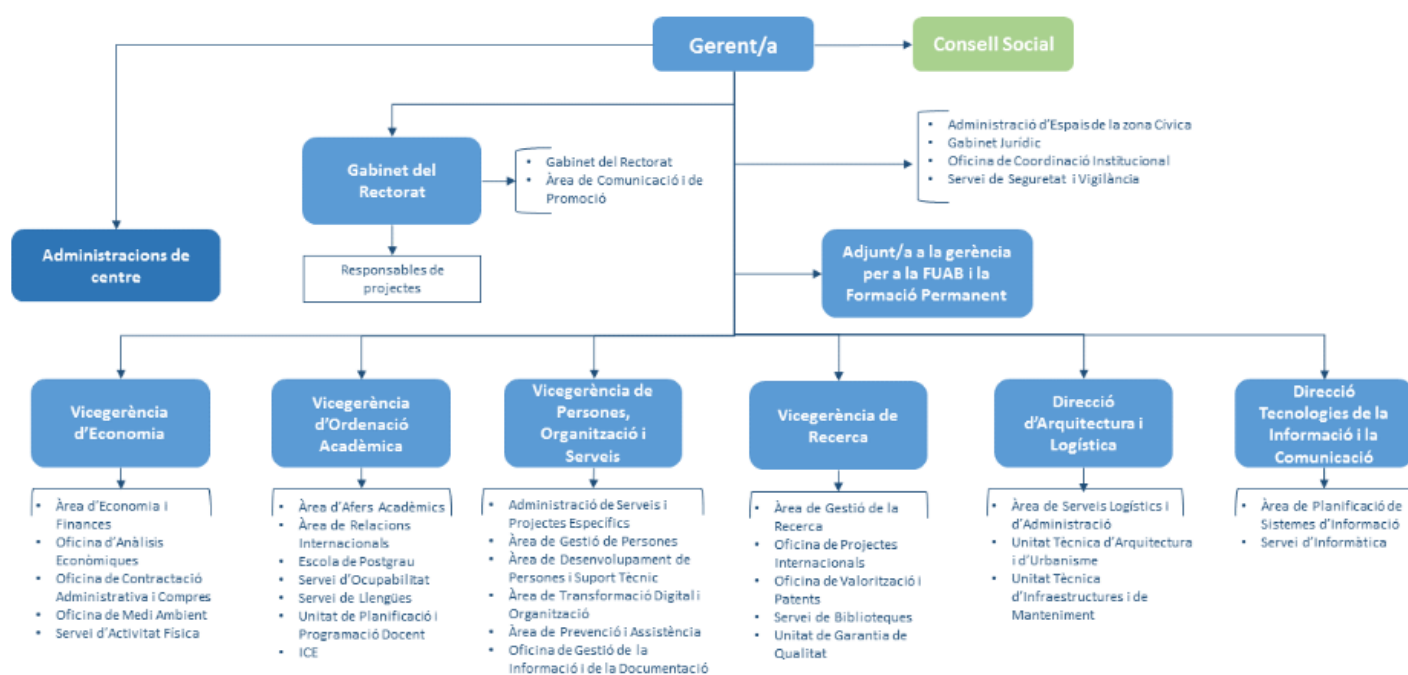 Gerent/a
Consell Social
Administració d'Espais de la zona Cívica
Gabinet Jurídic
Oficina de Coordinació Institucional
Servei de Seguretat i Vigilància
Gabinet del
Rectorat
Gabinet del Rectorat
Àrea de Comunicació i de
Promoció
Administracions de
centre
Responsables de
projectes
Adjunt/a a la gerència
per a la FUAB i la
Formació Permanent
Vicegerència
d'Economia
Vicegerència
d'Ordenació
Acadèmica
Vicegerència de
Persones,
Organització i
Serveis
Vicegerència de
Recerca
Direcció
d'Arquitectura i
Logística
Direcció
Tecnologies de la
Informació i la
Comunicació
Àrea d'Economia i
Finances
Oficina d'Anàlisis
Econòmiques
Oficina de Contractació
Administrativa i Compres
Oficina de Medi Ambient
Servei d'Activitat Física
Àrea d'Afers Acadèmics
Àrea de Relacions
Internacionals
Escola de Postgrau
Servei d'Ocupabilitat
Servei de Llengües
Unitat de Planificació i
Programació Docent
ICE
Administració de Serveis i
Projectes Específics
Àrea de Gestió de Persones
Àrea de Desenvolupament de
Persones i Suport Tècnic
Àrea de Transformació Digital i
Organització
Àrea de Prevenció i Assistència
Oficina de Gestió de la
Informació i de la Documentació
Àrea de Gestió de la
Recerca
Oficina de Projectes
Internacionals
Oficina de Valorització i
Patents
Servei de Biblioteques
Unitat de Garantia de
Qualitat
Àrea de Serveis Logístics i
d'Administració
Unitat Tècnica d'Arquitectura
i d'Urbanisme
Unitat Tècnica
d'Infraestructures i de
Manteniment
Àrea de Planificació de
Sistemes d'Informació
Servei d'Informàtica